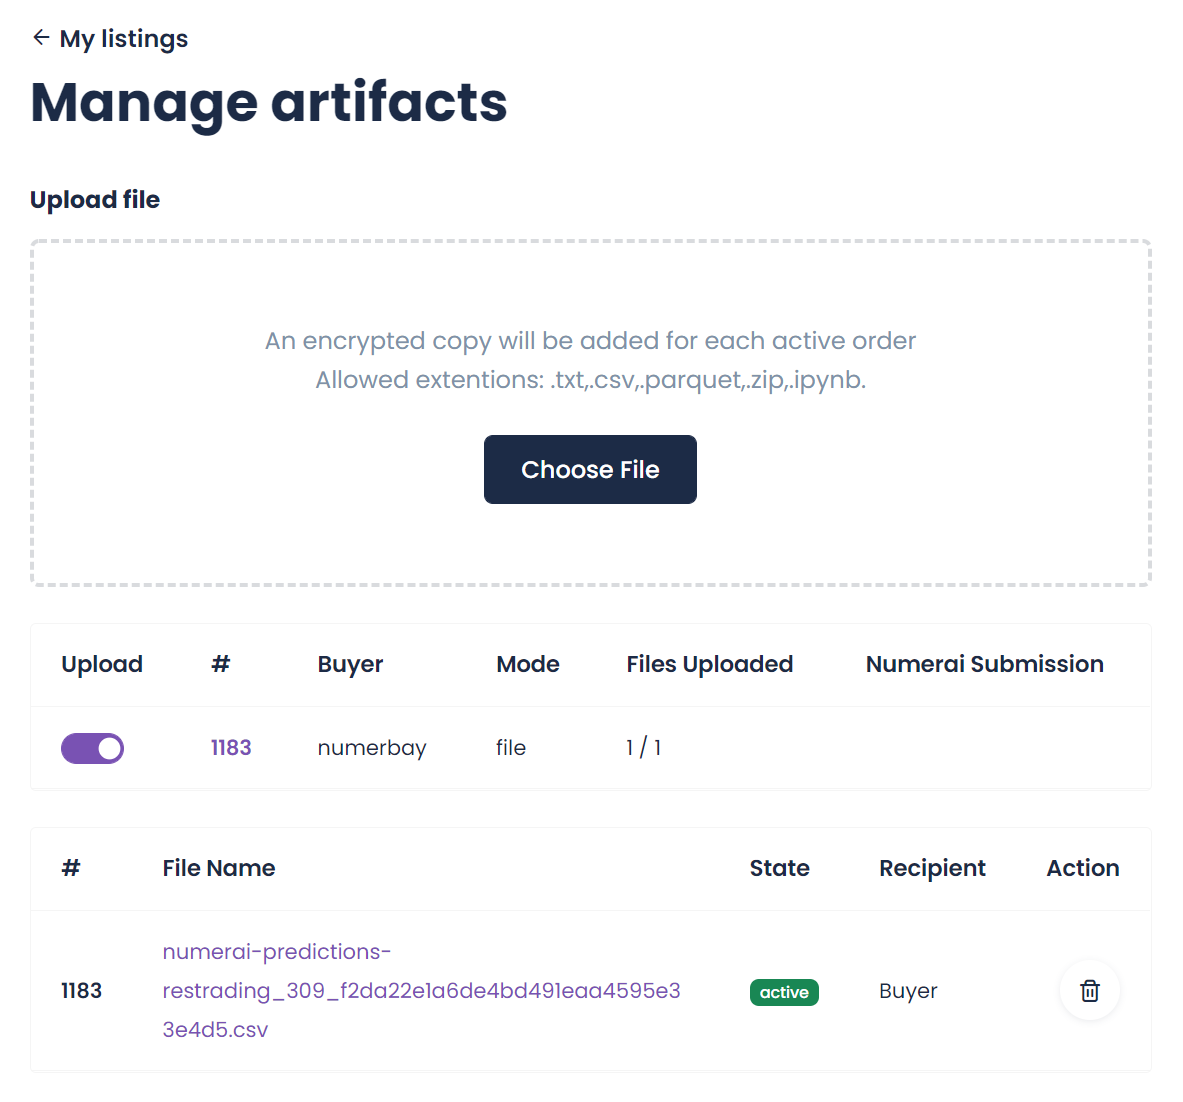 My listings
Manage artifacts
Upload file
An encrypted copy will be added for each active order
Allowed extentions: .txt,.csv,.parquet,.zip,.ipynb.
Choose File
Upload # Buyer Mode Files Uploaded Numerai Submission
1183 numerbay file 1 / 1
# File Name State Recipient Action
numerai-predictions-
1183 restrading_309_f2da22e1a6de4bd491eaa4595e3 active Buyer
3e4d5.csv